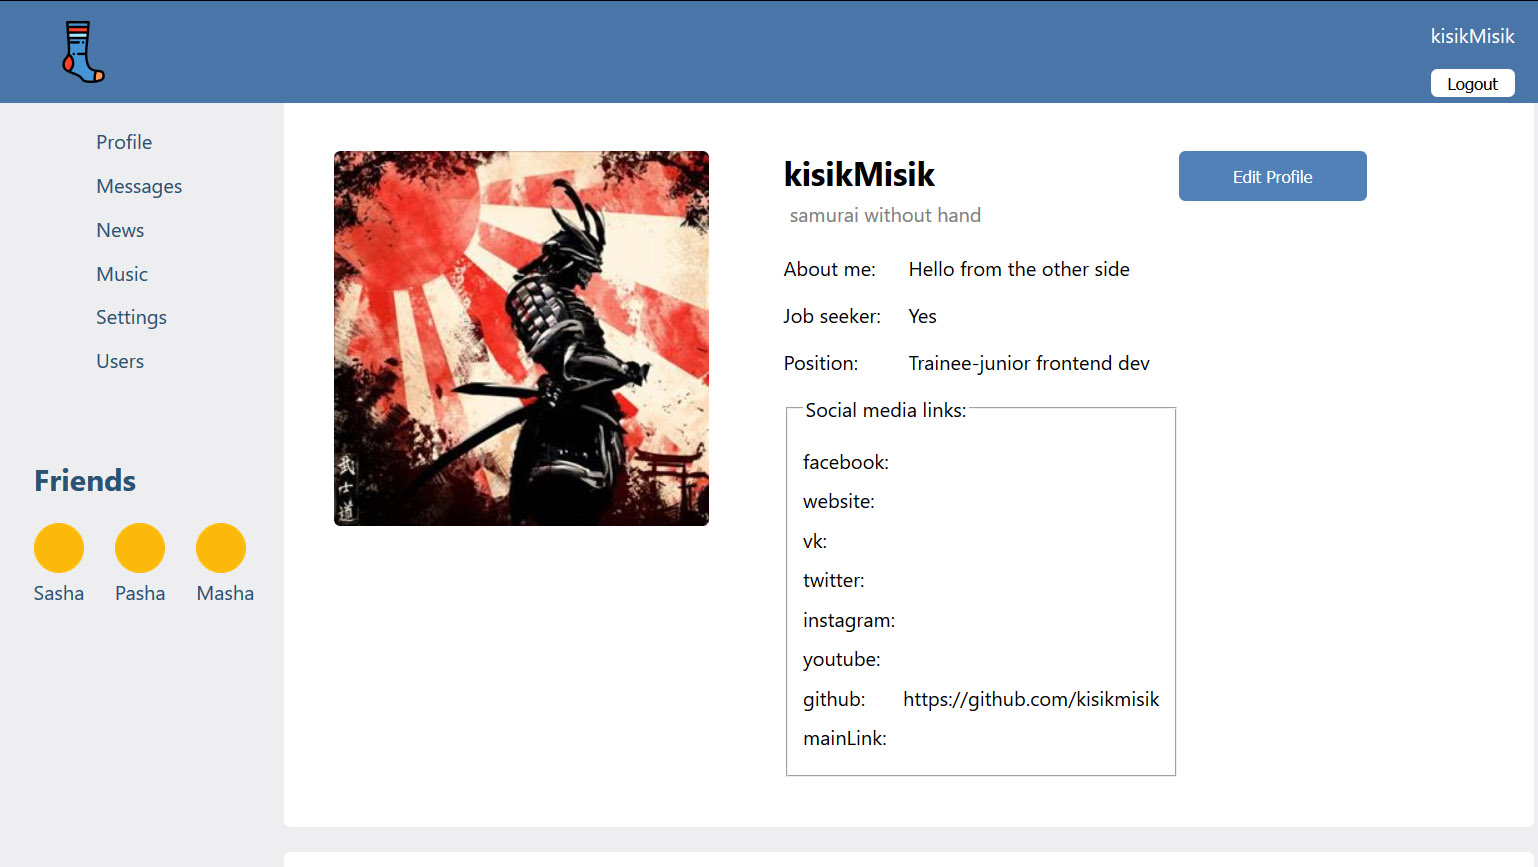 kisikMisik
Logout
Profile
Messages
News
Music
Settings
Users
Friends
Sasha Pasha Masha
武士道
kisikMisik
samurai without hand
Edit Profile
About me: Hello from the other side
Job seeker: Yes
Position: Trainee-junior frontend dev
Social media links:
facebook:
website:
vk:
twitter:
instagram:
youtube:
github: https://github.com/kisikmisik
mainLink: